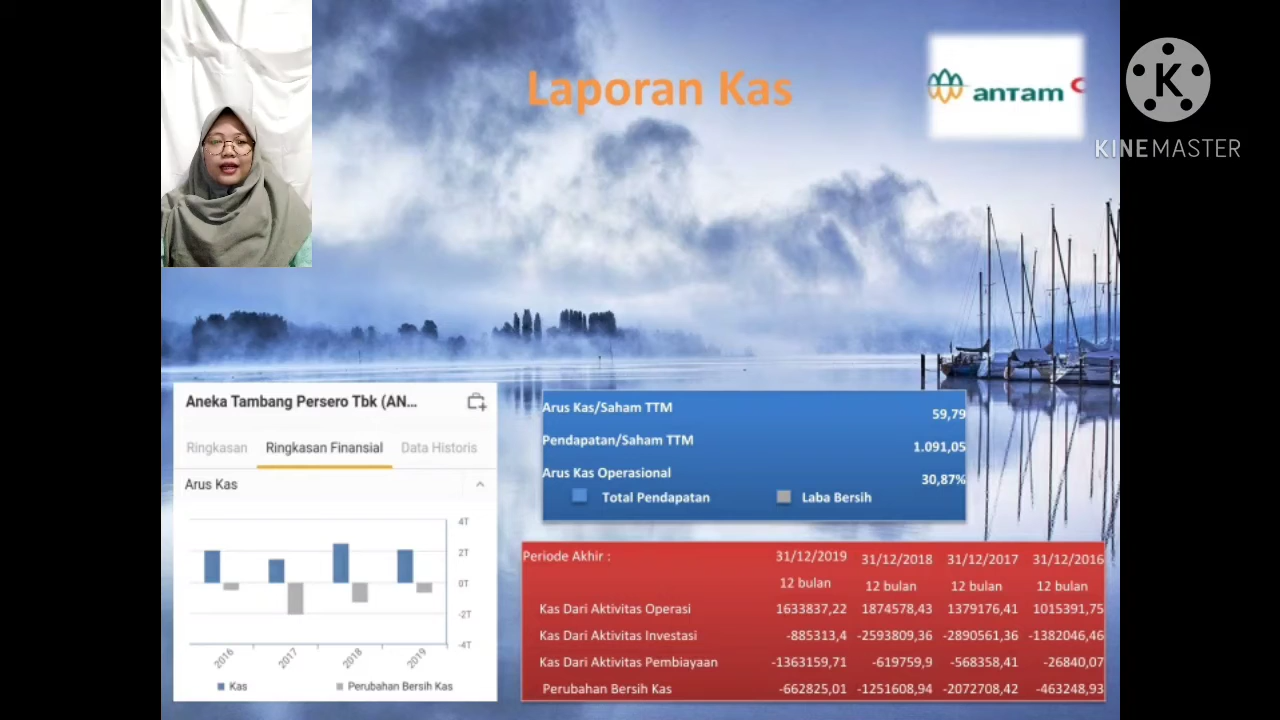 Laporan Kas
antam
K
KINEMASTER
Aneka Tambang Persero Tbk (AN...
Ringkasan Ringkasan Finansial Data Historis
Arus Kas
4T
2T
0T
-2T
-4T
2016 2017 2018 2019
Kas Perubahan Bersih Kas
Arus Kas/Saham TTM 59,79
Pendapatan/Saham TTM 1.091,05
Arus Kas Operasional 30,87%
Total Pendapatan Laba Bersih
Periode Akhir : 31/12/2019 31/12/2018 31/12/2017 31/12/2016
12 bulan 12 bulan 12 bulan 12 bulan
Kas Dari Aktivitas Operasi 1633837,22 1874578,43 1379176,41 1015391,75
Kas Dari Aktivitas Investasi -885313,4 -2593809,36 -2890561,36 -1382046,46
Kas Dari Aktivitas Pembiayaan -1363159,71 -619759,9 -568358,41 -26840,07
Perubahan Bersih Kas -662825,01 -1251608,94 -2072708,42 -463248,93